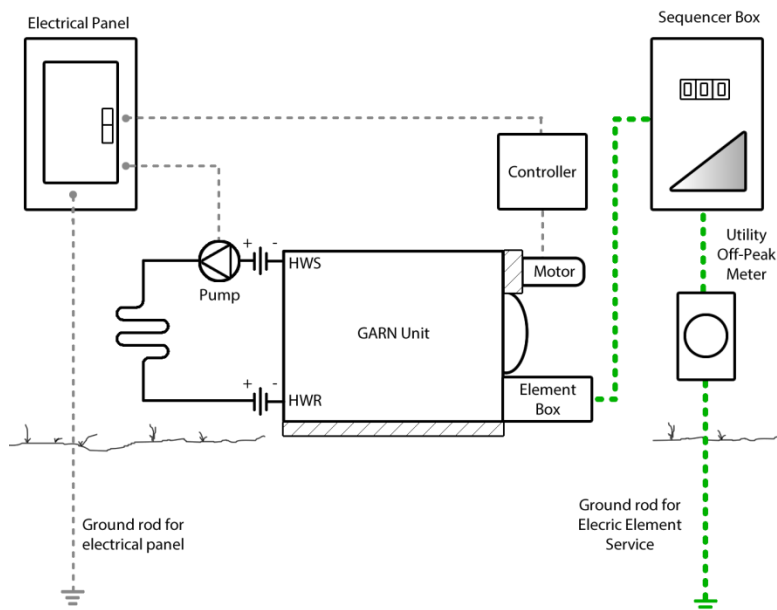 Electrical Panel
Sequencer Box
Controller
Utility
Off-Peak
Meter
+ -
HWS
Motor
Pump
GARN Unit
+ -
HWR
Element
Box
Ground rod for
electrical panel
Ground rod for
Elecric Element
Service